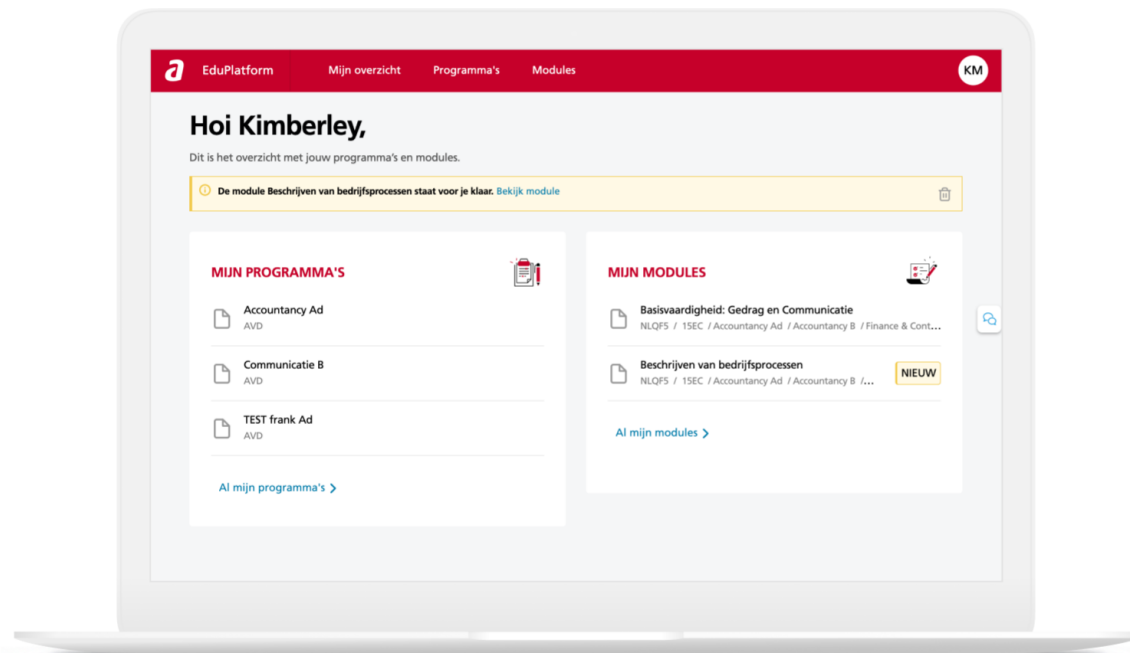 a EduPlatform Mijn overzicht Programma's Modules KM
Hoi Kimberley,
Dit is het overzicht met jouw programma's en modules.
De module Beschrijven van bedrijfsprocessen staat voor je klaar. Bekijk module
MIJN PROGRAMMA'S
Accountancy Ad
AVD
Communicatie B
AVD
TEST frank Ad
AVD
Al mijn programma's
MIJN MODULES
Basisvaardigheid: Gedrag en Communicatie
NLQF5 / 15EC / Accountancy Ad / Accountancy B / Finance & Cont...
Beschrijven van bedrijfsprocessen
NLQF5 / 15EC / Accountancy Ad / Accountancy B /...
NIEUW
Al mijn modules